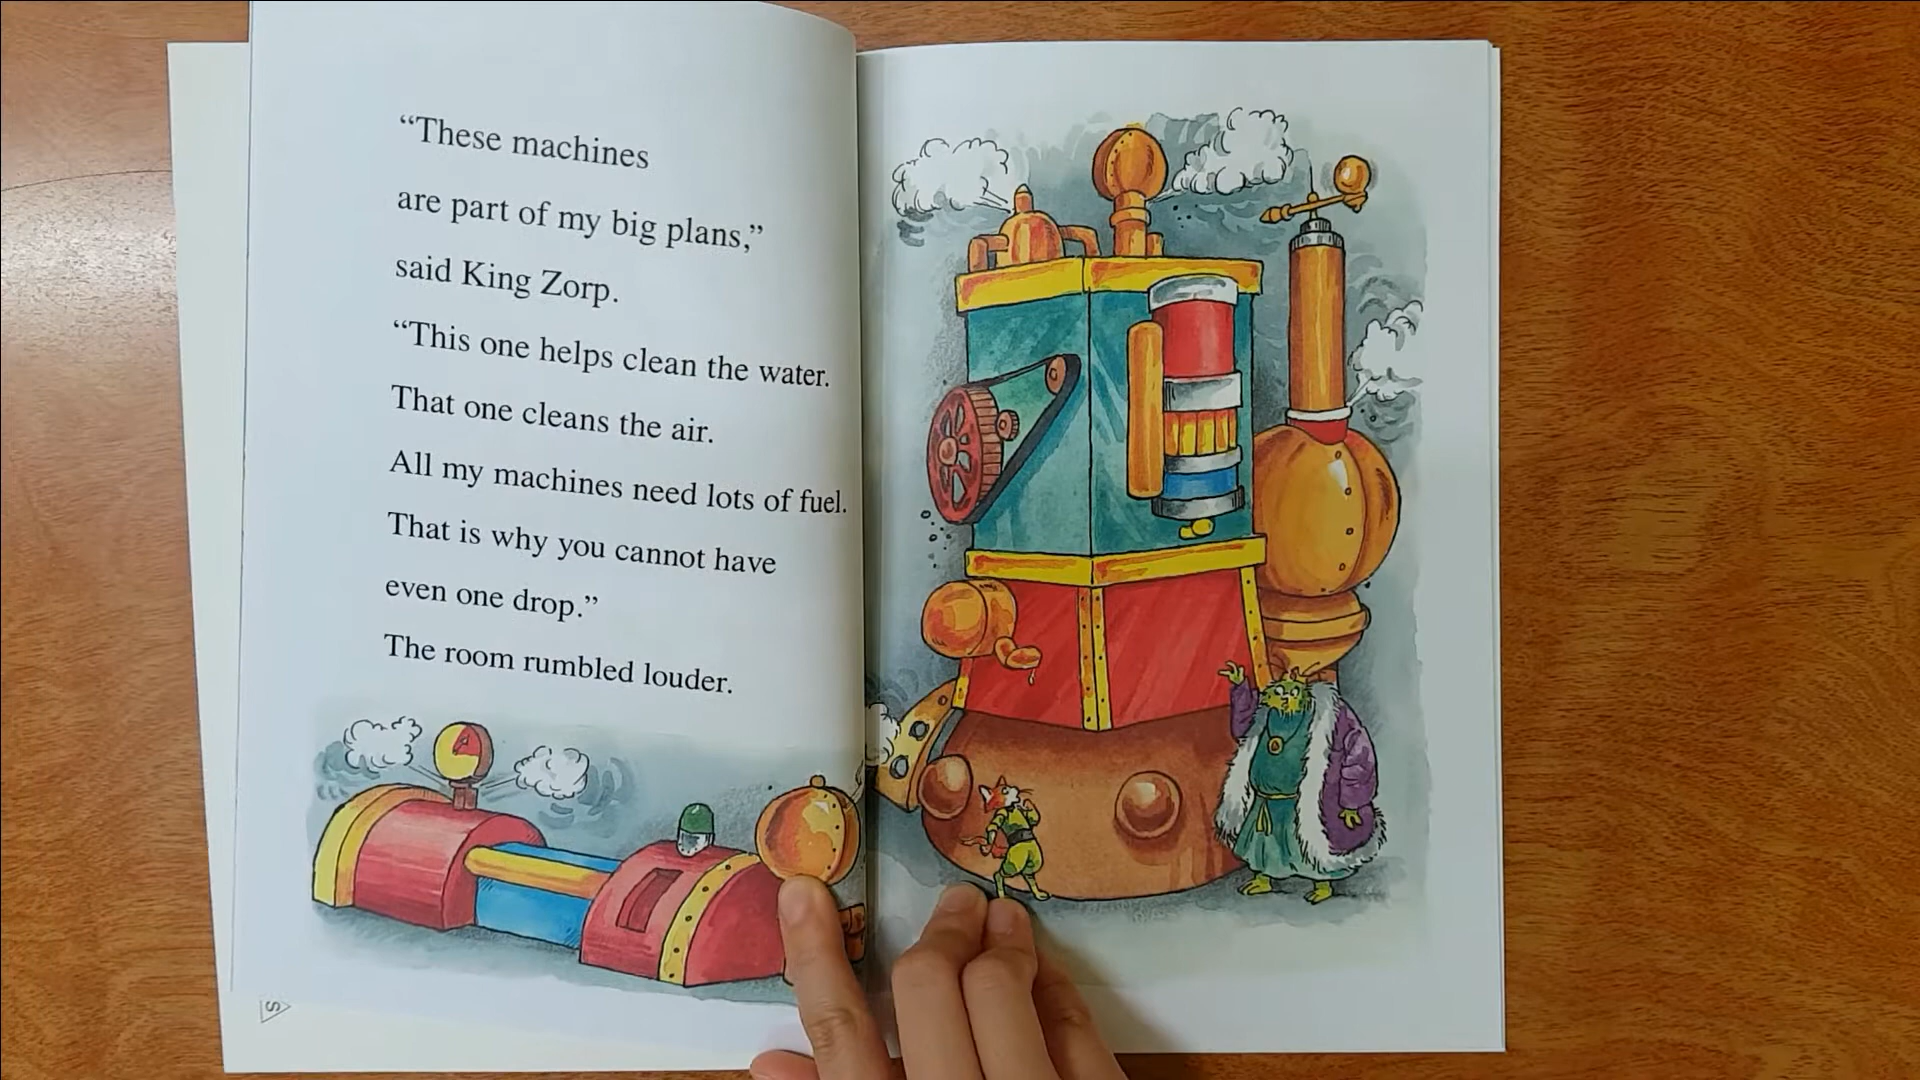 “These machines
are part of my big plans,”
said King Zorp.
“This one helps clean the water.
That one cleans the air.
All my machines need lots of fuel.
That is why you cannot have
even one drop.”
The room rumbled louder.
S